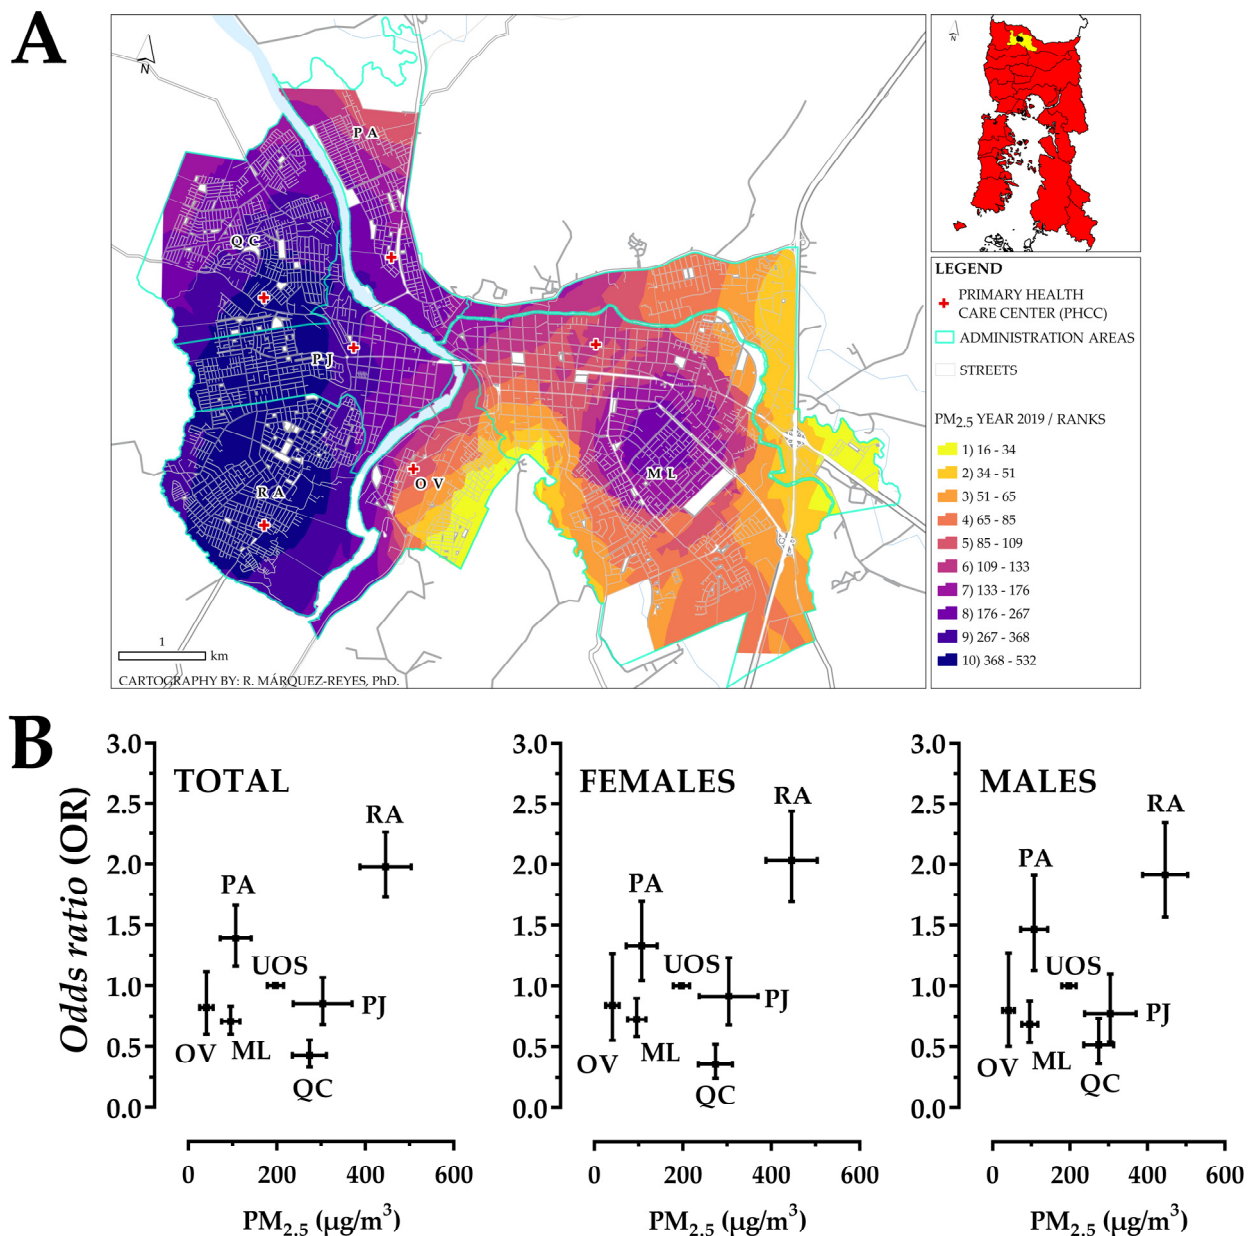 A
N
P A
Q C
P J
R A
O V
M L
1
km
CARTOGRAPHY BY: R. MÁRQUEZ-REYES, PhD.
N
LEGEND
PRIMARY HEALTH
CARE CENTER (PHCC)
ADMINISTRATION AREAS
STREETS
PM2.5 YEAR 2019 / RANKS
1) 16 - 34
2) 34 - 51
3) 51 - 65
4) 65 - 85
5) 85 - 109
6) 109 - 133
7) 133 - 176
8) 176 - 267
9) 267 - 368
10) 368 - 532
B
Odds ratio (OR)
3.0
2.5
2.0
1.5
1.0
0.5
0.0
TOTAL
RA
PA
UOS
PJ
OV
ML
QC
0 200 400 600
PM2.5 (µg/m3)
3.0
2.5
2.0
1.5
1.0
0.5
0.0
FEMALES
RA
PA
UOS
PJ
OV
ML
QC
0 200 400 600
PM2.5 (µg/m3)
3.0
2.5
2.0
1.5
1.0
0.5
0.0
MALES
RA
PA
UOS
PJ
OV
ML
QC
0 200 400 600
PM2.5 (µg/m3)